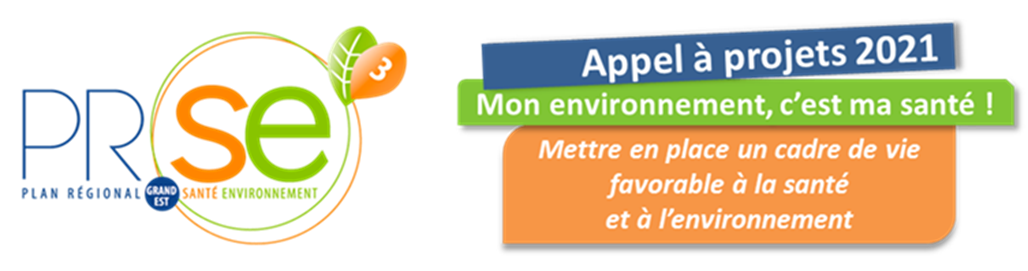 PRSe
3
PLAN RÉGIONAL GRAND EST SANTÉ ENVIRONNEMENT
Appel à projets 2021
Mon environnement, c'est ma santé !
Mettre en place un cadre de vie
favorable à la santé
et à l'environnement